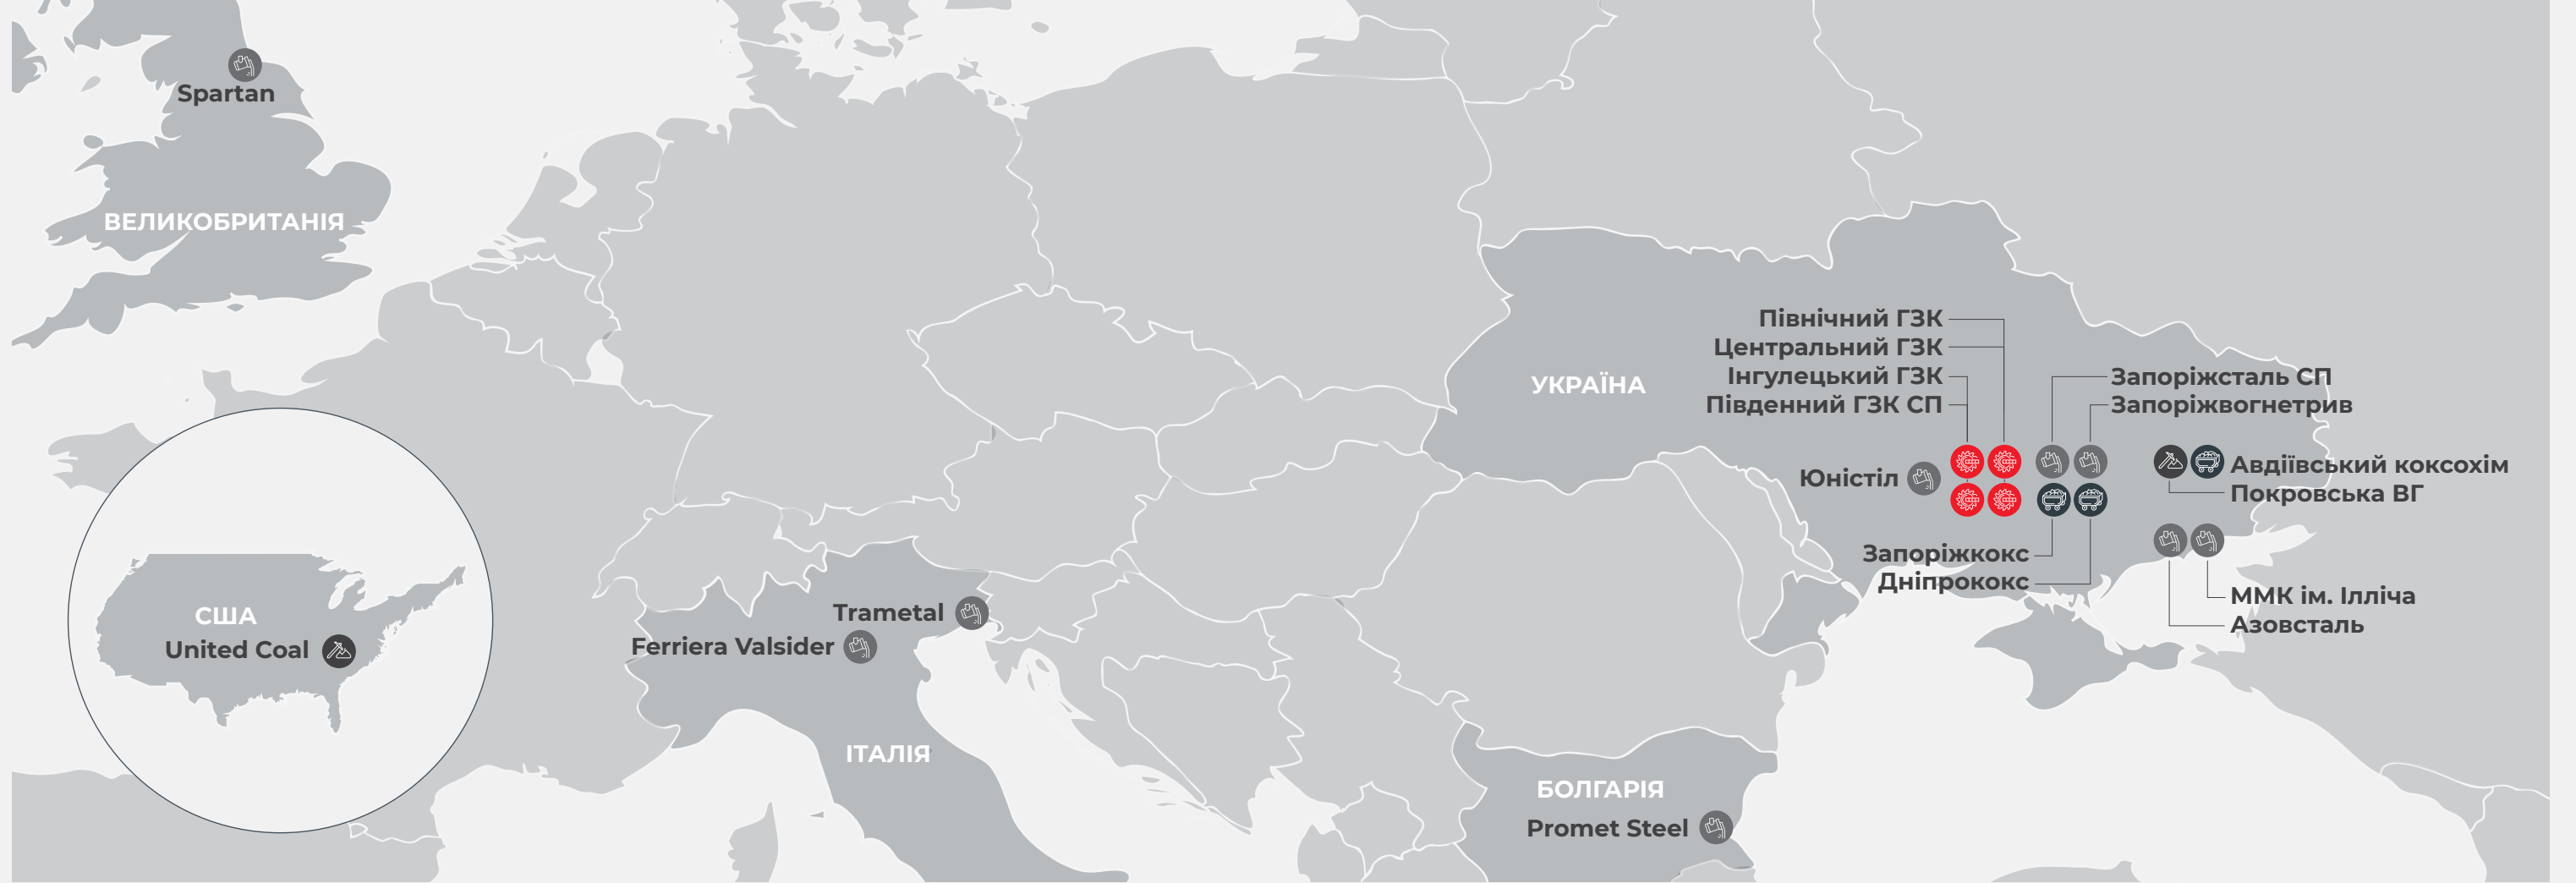 Spartan
ВЕЛИКОБРИТАНІЯ
Північний ГЗК
Центральний ГЗК
Інгулецький ГЗК
Південний ГЗК СП
УКРАЇНА
Запоріжсталь СП
Запоріжвогнетрив
Юністіл
Авдіївський коксохім
Покровська ВГ
Запоріжкокс
Дніпрококс
ММК ім. Ілліча
Азовсталь
США
United Coal
Trametal
Ferriera Valsider
ІТАЛІЯ
БОЛГАРІЯ
Promet Steel